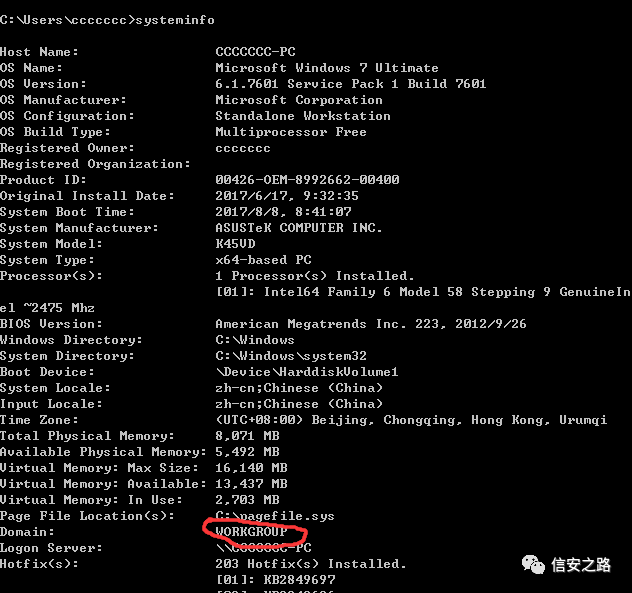 C:\Users\ccccccc>systeminfo
Host Name: CCCCCCC-PC
OS Name: Microsoft Windows 7 Ultimate
OS Version: 6.1.7601 Service Pack 1 Build 7601
OS Manufacturer: Microsoft Corporation
OS Configuration: Standalone Workstation
OS Build Type: Multiprocessor Free
Registered Owner: ccccccc
Registered Organization:
Product ID: 00426-OEM-8992662-00400
Original Install Date: 2017/6/17, 9:32:35
System Boot Time: 2017/8/8, 8:41:07
System Manufacturer: ASUSTeK COMPUTER INC.
System Model: K45VD
System Type: x64-based PC
Processor(s): 1 Processor(s) Installed.
[01]: Intel64 Family 6 Model 58 Stepping 9 GenuineIn
el ~2475 Mhz
BIOS Version: American Megatrends Inc. 223, 2012/9/26
Windows Directory: C:\Windows
System Directory: C:\Windows\system32
Boot Device: \Device\HarddiskVolume1
System Locale: zh-cn;Chinese (China)
Input Locale: zh-cn;Chinese (China)
Time Zone: (UTC+08:00) Beijing, Chongqing, Hong Kong, Urumqi
Total Physical Memory: 8,071 MB
Available Physical Memory: 5,492 MB
Virtual Memory: Max Size: 16,140 MB
Virtual Memory: Available: 13,437 MB
Virtual Memory: In Use: 2,703 MB
Page File Location(s): C:\pagefile.sys
Domain: WORKGROUP
Logon Server: \\CCCCCCC-PC
Hotfix(s): 203 Hotfix(s) Installed.
[01]: KB2849697
信安之路